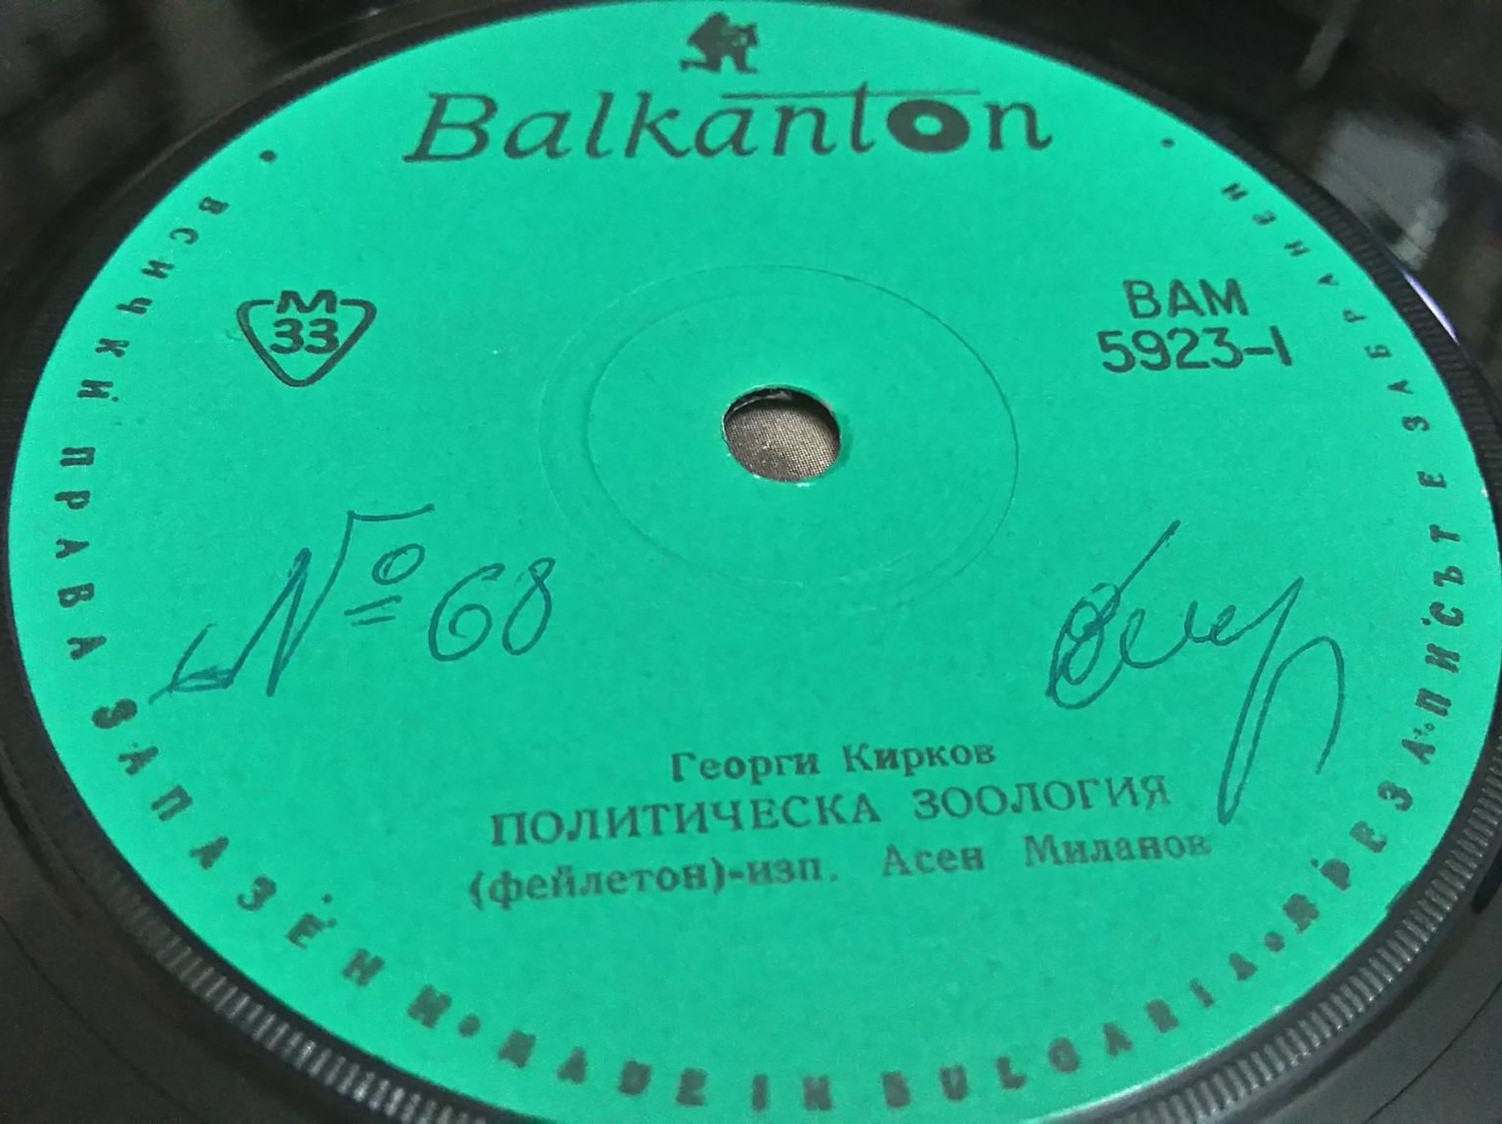 Balkanton
М
33
ВАМ
5923-I
№ 68
Георги Кирков
ПОЛИТИЧЕСКА ЗООЛОГИЯ
(фейлетон)-изп. Асен Миланов
ВСИЧКИ ПРАВА ЗАПАЗЕНИ • MADE IN BULGARIA • ПРЕЗАПИСЪТ Е ЗАБРАНЕН